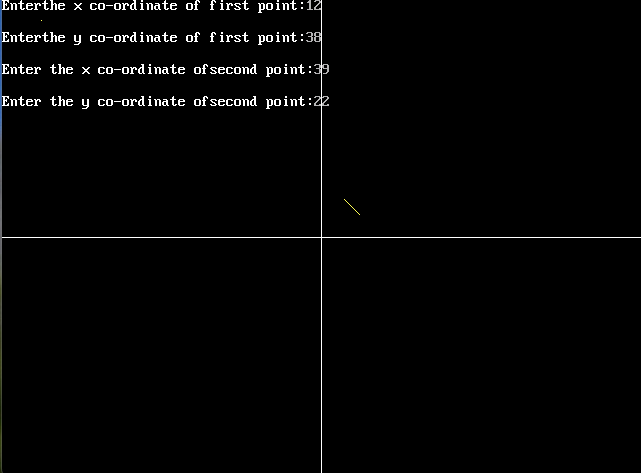 Enterthe x co-ordinate of first point:12
Enterthe y co-ordinate of first point:38
Enter the x co-ordinate ofsecond point:39
Enter the y co-ordinate ofsecond point:22